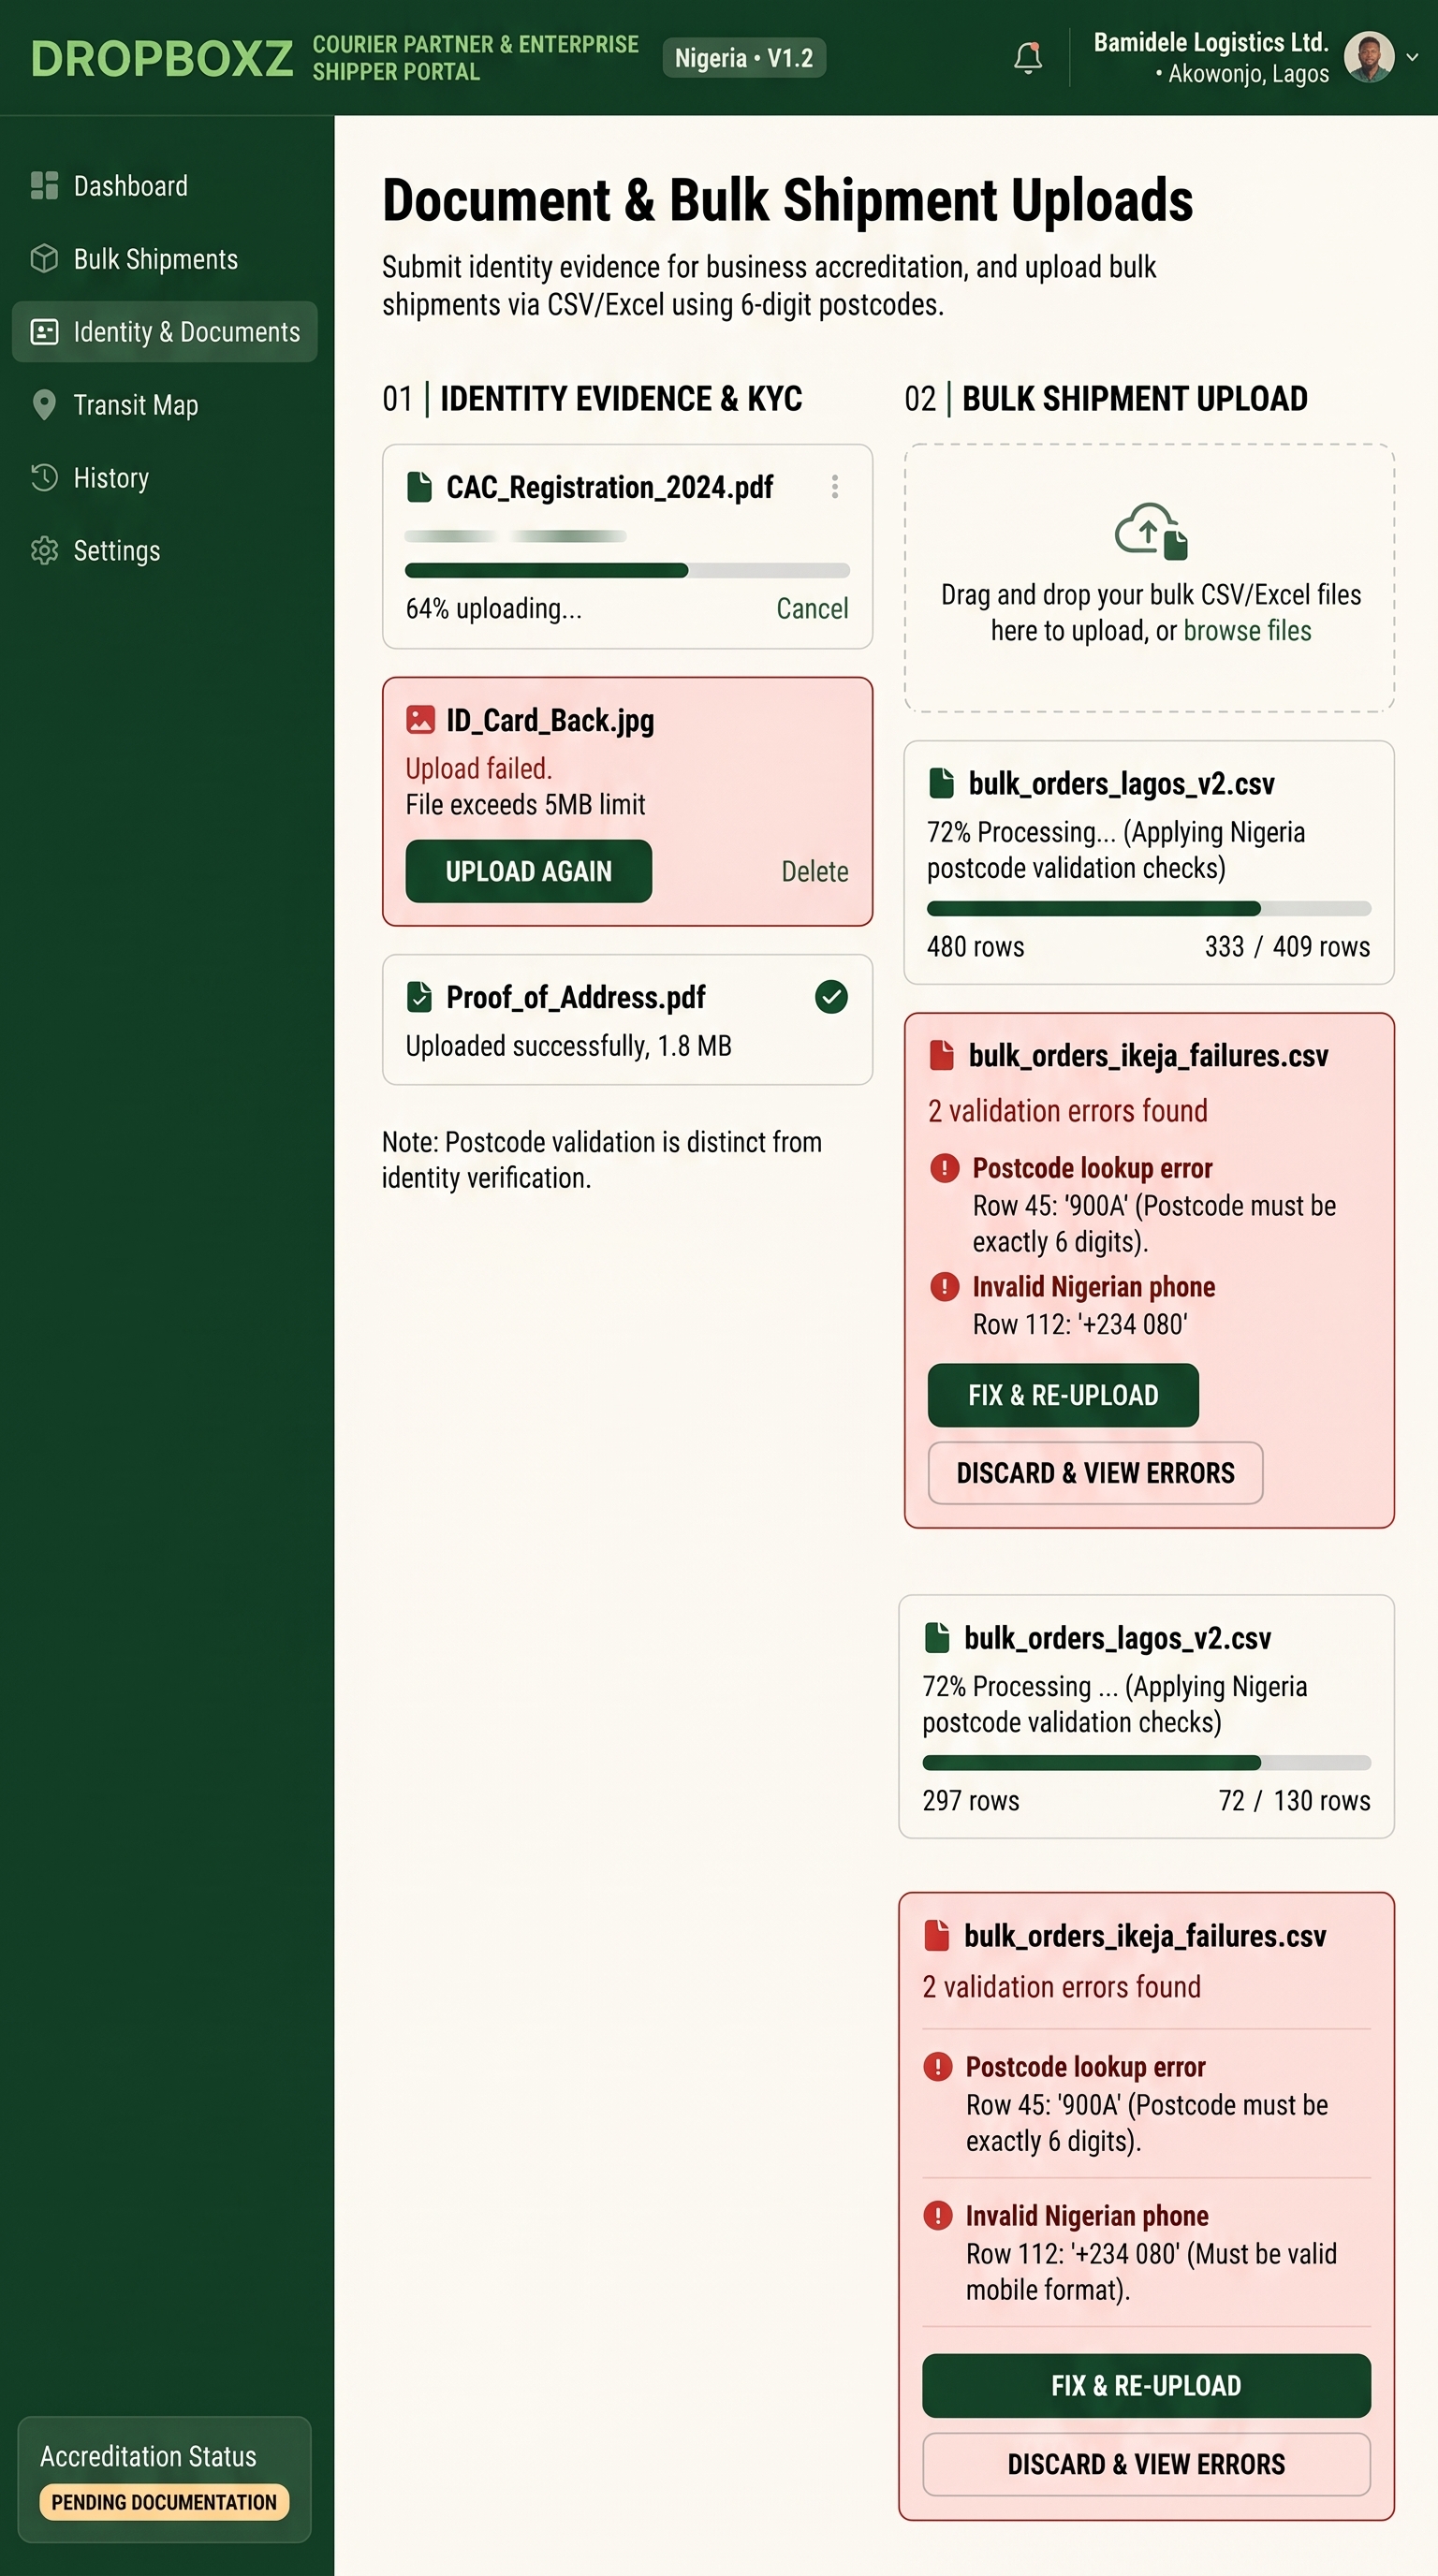 DROPBOXZ
COURIER PARTNER & ENTERPRISE
SHIPPER PORTAL
Nigeria • V1.2
Bamidele Logistics Ltd.
• Akowonjo, Lagos
Dashboard
Bulk Shipments
Identity & Documents
Transit Map
History
Settings
Accreditation Status
PENDING DOCUMENTATION
Document & Bulk Shipment Uploads
Submit identity evidence for business accreditation, and upload bulk
shipments via CSV/Excel using 6-digit postcodes.
01 | IDENTITY EVIDENCE & KYC
CAC_Registration_2024.pdf
64% uploading...
Cancel
ID_Card_Back.jpg
Upload failed.
File exceeds 5MB limit
UPLOAD AGAIN
Delete
Proof_of_Address.pdf
Uploaded successfully, 1.8 MB
Note: Postcode validation is distinct from
identity verification.
02 | BULK SHIPMENT UPLOAD
Drag and drop your bulk CSV/Excel files
here to upload, or browse files
bulk_orders_lagos_v2.csv
72% Processing... (Applying Nigeria
postcode validation checks)
480 rows
333 / 409 rows
bulk_orders_ikeja_failures.csv
2 validation errors found
Postcode lookup error
Row 45: '900A' (Postcode must be
exactly 6 digits).
Invalid Nigerian phone
Row 112: '+234 080'
FIX & RE-UPLOAD
DISCARD & VIEW ERRORS
bulk_orders_lagos_v2.csv
72% Processing ... (Applying Nigeria
postcode validation checks)
297 rows
72 / 130 rows
bulk_orders_ikeja_failures.csv
2 validation errors found
Postcode lookup error
Row 45: '900A' (Postcode must be
exactly 6 digits).
Invalid Nigerian phone
Row 112: '+234 080' (Must be valid
mobile format).
FIX & RE-UPLOAD
DISCARD & VIEW ERRORS